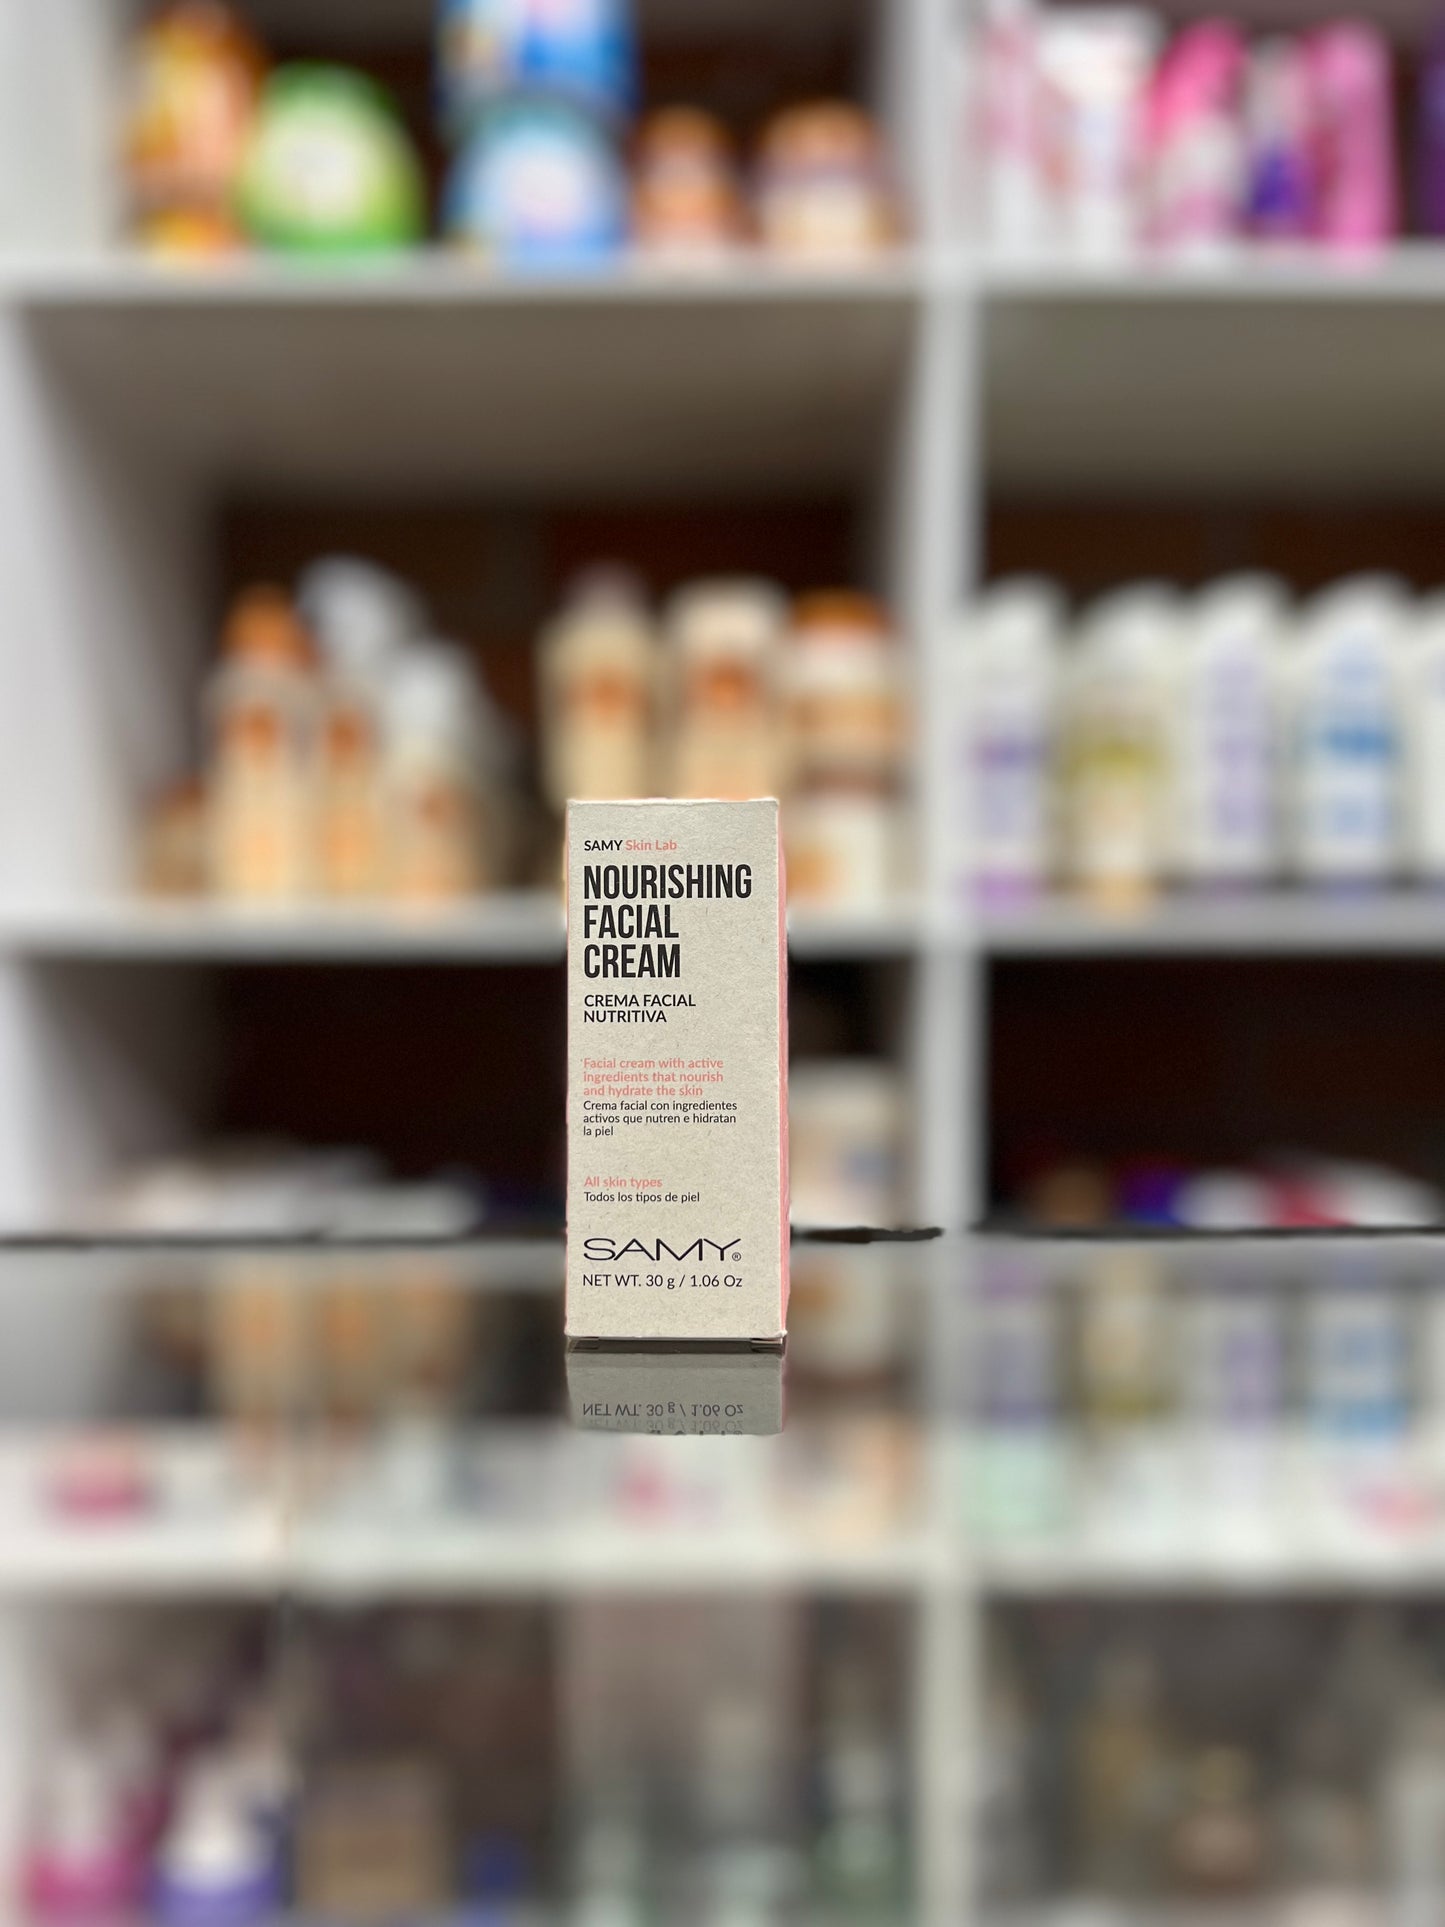 SAMY Skin Lab
NOURISHING
FACIAL
CREAM
CREMA FACIAL
NUTRITIVA
Facial cream with active
ingredients that nourish
and hydrate the skin
Crema facial con ingredientes
activos que nutren e hidratan
la piel
All skin types
Todos los tipos de piel
SAMY®
NET WT. 30 g / 1.06 Oz